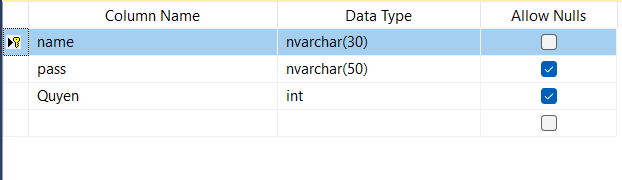 Column Name Data Type Allow Nulls
name nvarchar(30)
pass nvarchar(50)
Quyen int